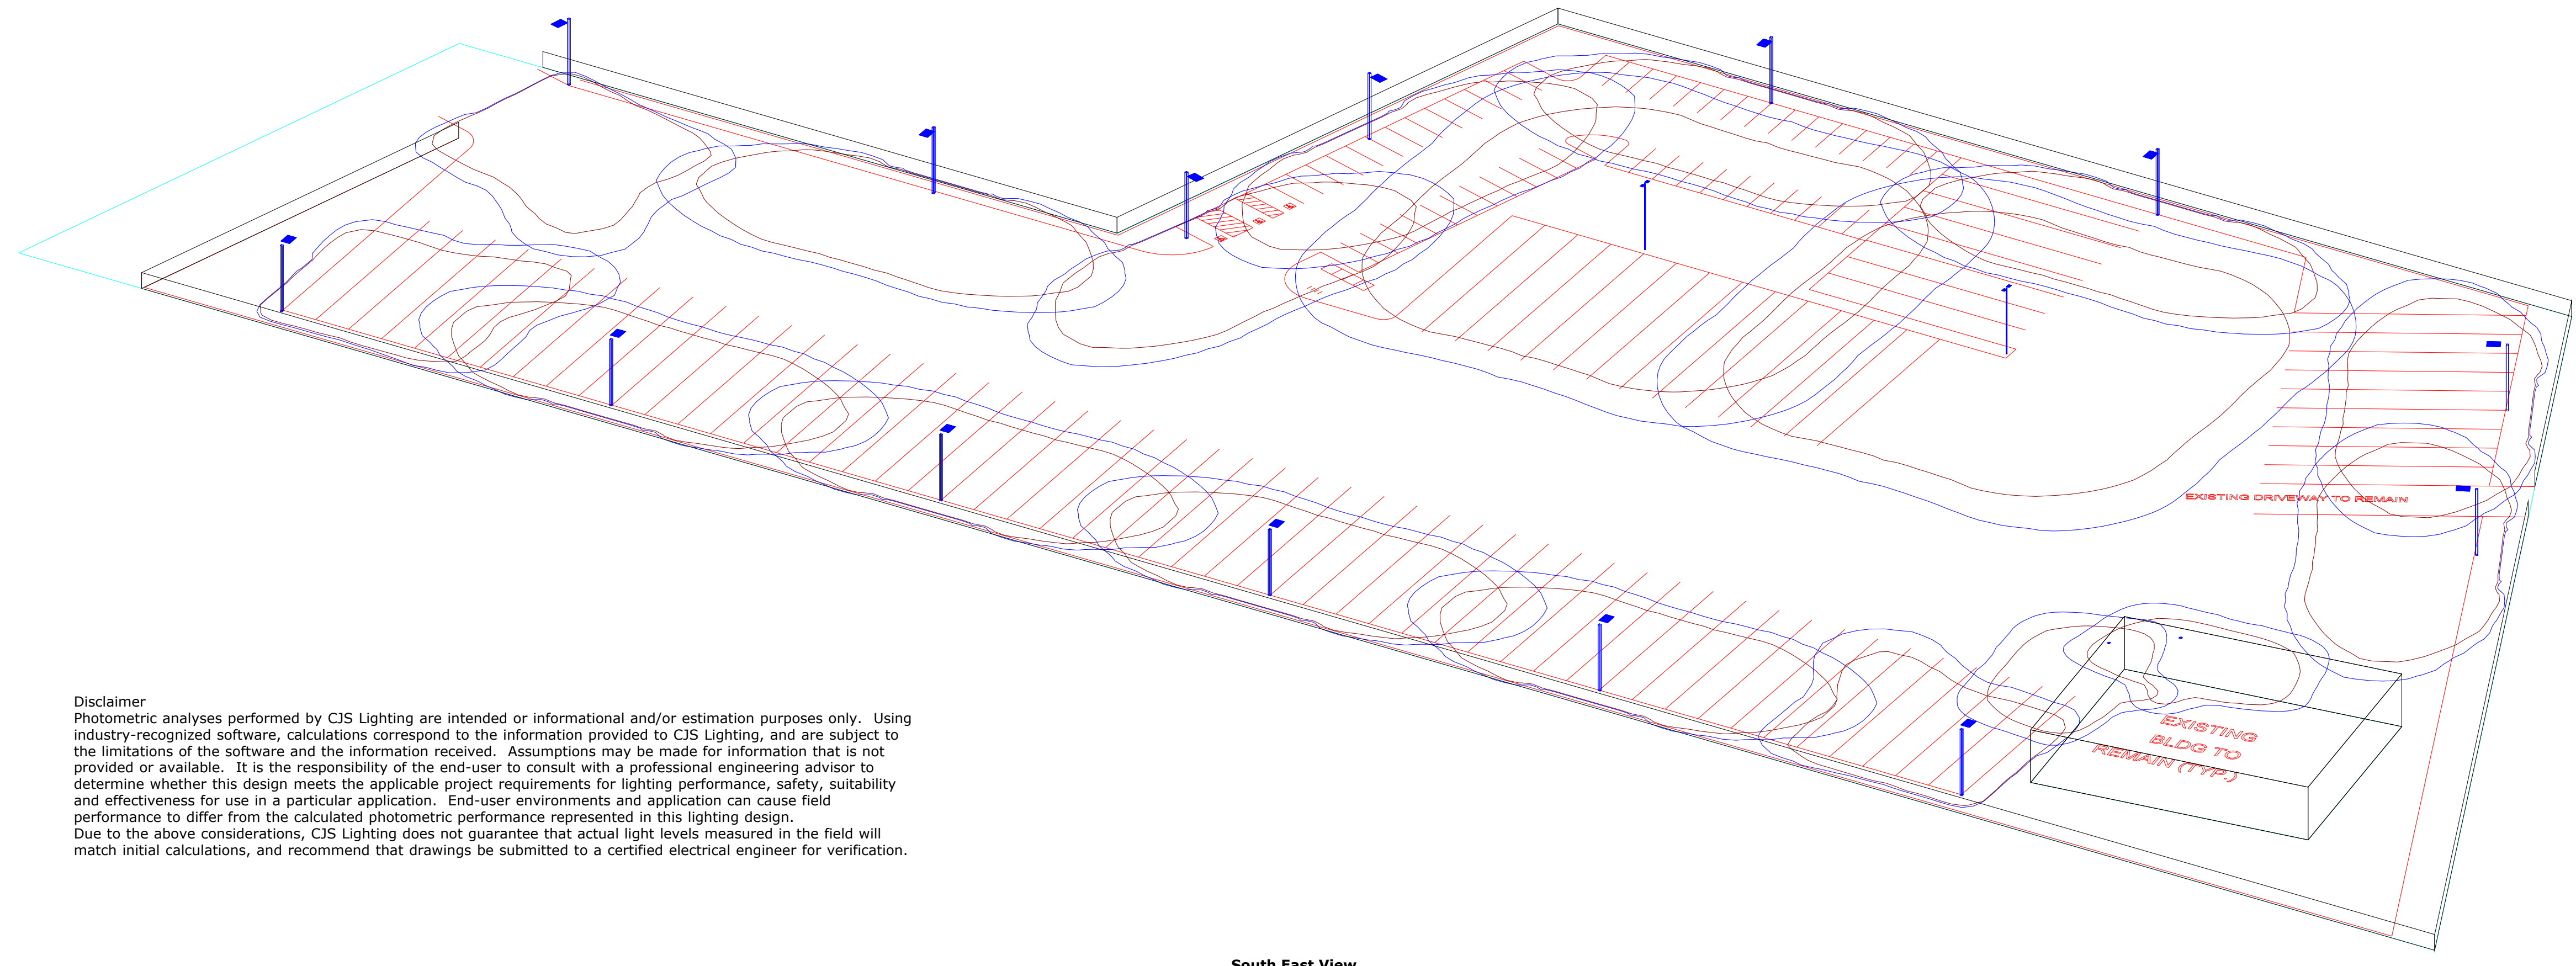 EXISTING DRIVEWAY TO REMAIN
EXISTING
BLDG TO
REMAIN (TYP.)
Disclaimer
Photometric analyses performed by CJS Lighting are intended or informational and/or estimation purposes only.  Using
industry-recognized software, calculations correspond to the information provided to CJS Lighting, and are subject to
the limitations of the software and the information received.  Assumptions may be made for information that is not
provided or available.  It is the responsibility of the end-user to consult with a professional engineering advisor to
determine whether this design meets the applicable project requirements for lighting performance, safety, suitability
and effectiveness for use in a particular application.  End-user environments and application can cause field
performance to differ from the calculated photometric performance represented in this lighting design.
Due to the above considerations, CJS Lighting does not guarantee that actual light levels measured in the field will
match initial calculations, and recommend that drawings be submitted to a certified electrical engineer for verification.
South East View